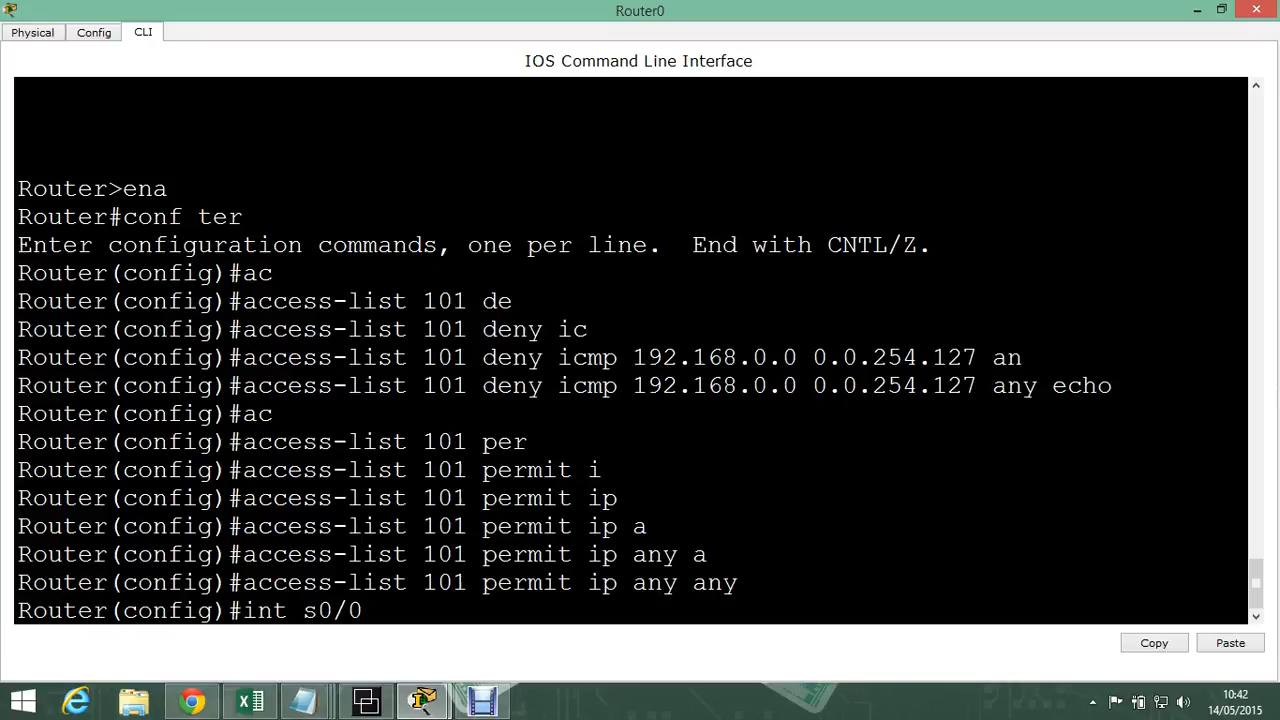 Router0
Physical
Config
CLI
IOS Command Line Interface
Router>ena
Router#conf ter
Enter configuration commands, one per line.  End with CNTL/Z.
Router(config)#ac
Router(config)#access-list 101 de
Router(config)#access-list 101 deny ic
Router(config)#access-list 101 deny icmp 192.168.0.0 0.0.254.127 an
Router(config)#access-list 101 deny icmp 192.168.0.0 0.0.254.127 any echo
Router(config)#ac
Router(config)#access-list 101 per
Router(config)#access-list 101 permit i
Router(config)#access-list 101 permit ip
Router(config)#access-list 101 permit ip a
Router(config)#access-list 101 permit ip any a
Router(config)#access-list 101 permit ip any any
Router(config)#int s0/0
Copy
Paste
10:42
14/05/2015